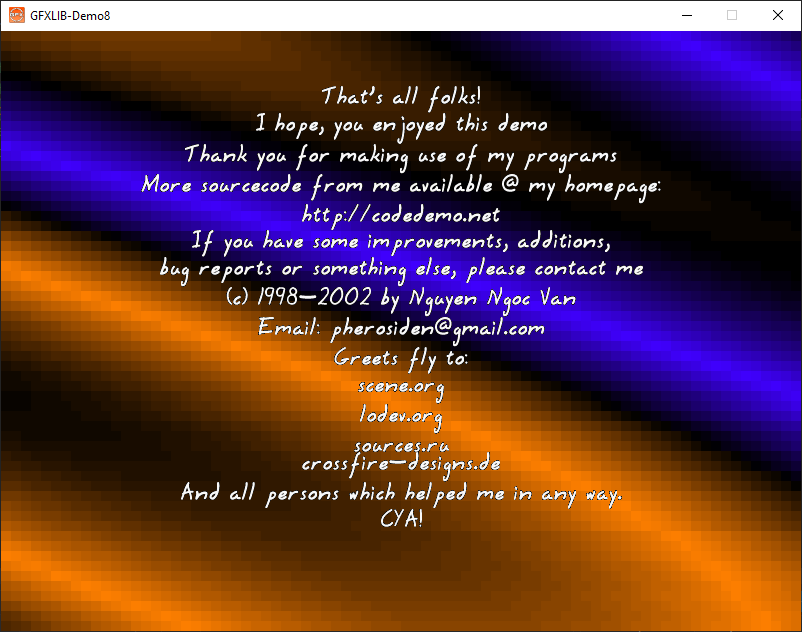 GFXLIB-Demo8
That's all folks!
I hope, you enjoyed this demo
Thank you for making use of my programs
More sourcecode from me available @ my homepage:
http://codedemo.net
If you have some improvements, additions,
bug reports or something else, please contact me
(c) 1998-2002 by Nguyen Ngoc Van
Email: pherosiden@gmail.com
Greets fly to:
scene.org
lodev.org
sources.ru
crossfire-designs.de
And all persons which helped me in any way.
CYA!